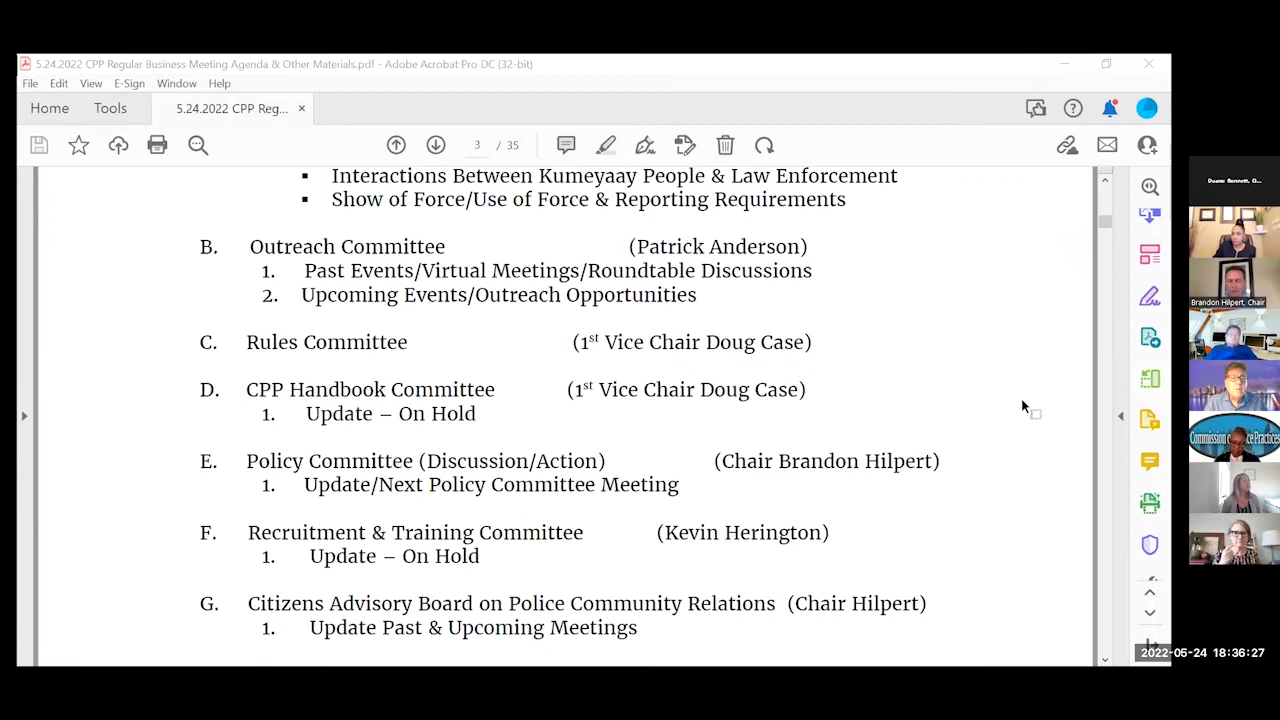 5.24.2022 CPP Regular Business Meeting Agenda & Other Materials.pdf - Adobe Acrobat Pro DC (32-bit)
File Edit View E-Sign Window Help
Home Tools 5.24.2022 CPP Reg... ×
3 / 35
▪ Interactions Between Kumeyaay People & Law Enforcement
▪ Show of Force/Use of Force & Reporting Requirements
B. Outreach Committee (Patrick Anderson)
1. Past Events/Virtual Meetings/Roundtable Discussions
2. Upcoming Events/Outreach Opportunities
C. Rules Committee (1st Vice Chair Doug Case)
D. CPP Handbook Committee (1st Vice Chair Doug Case)
1. Update – On Hold
E. Policy Committee (Discussion/Action) (Chair Brandon Hilpert)
1. Update/Next Policy Committee Meeting
F. Recruitment & Training Committee (Kevin Herington)
1. Update – On Hold
G. Citizens Advisory Board on Police Community Relations (Chair Hilpert)
1. Update Past & Upcoming Meetings
Duane Bennett, O...
Brandon Hilpert, Chair
Commission Practices
2022-05-24 18:36:27